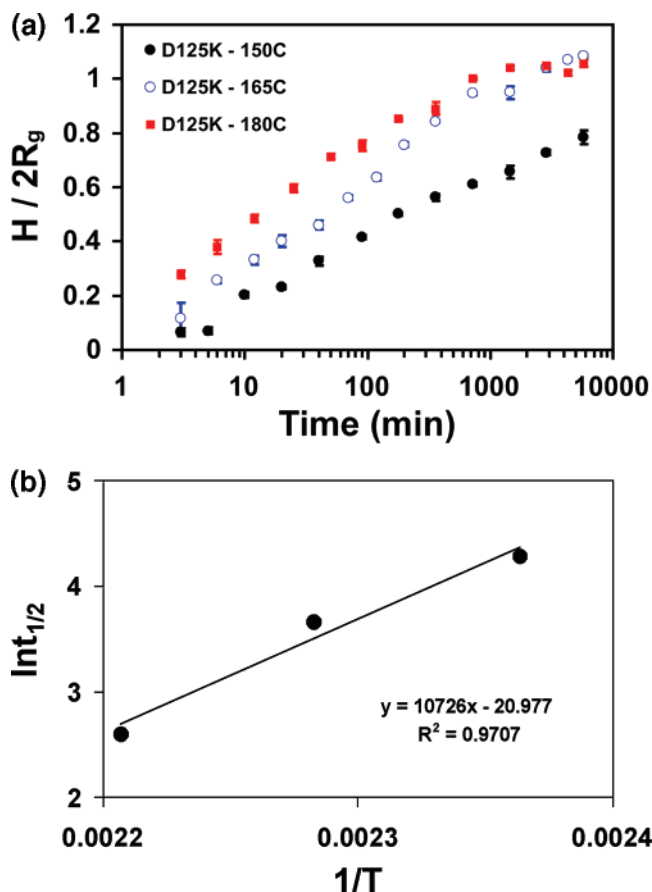 (a)
1.2
1
0.8
0.6
0.4
0.2
0
H / 2Rg
D125K - 150C
D125K - 165C
D125K - 180C
1 10 100 1000 10000
Time (min)
(b)
5
4
3
2
lnt1/2
y = 10726x - 20.977
R² = 0.9707
0.0022 0.0023 0.0024
1/T